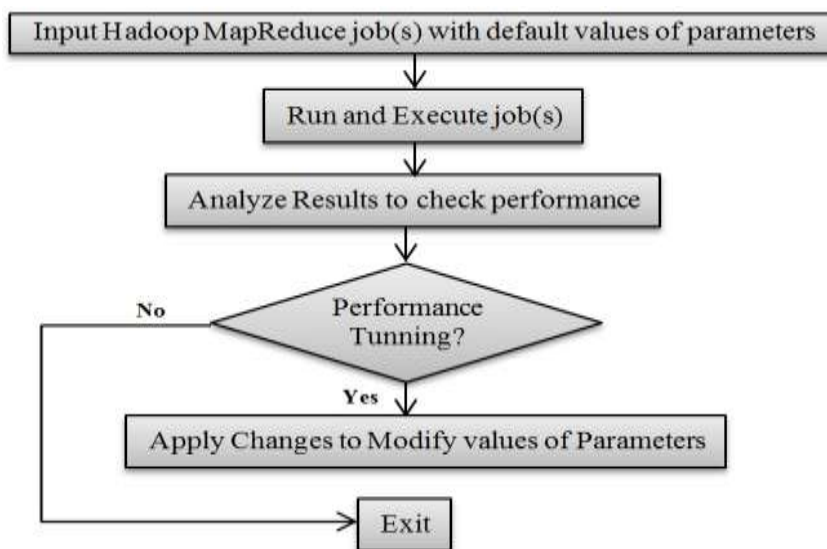 Input Hadoop MapReduce job(s) with default values of parameters
Run and Execute job(s)
Analyze Results to check performance
Performance
Tunning?
No
Yes
Apply Changes to Modify values of Parameters
Exit